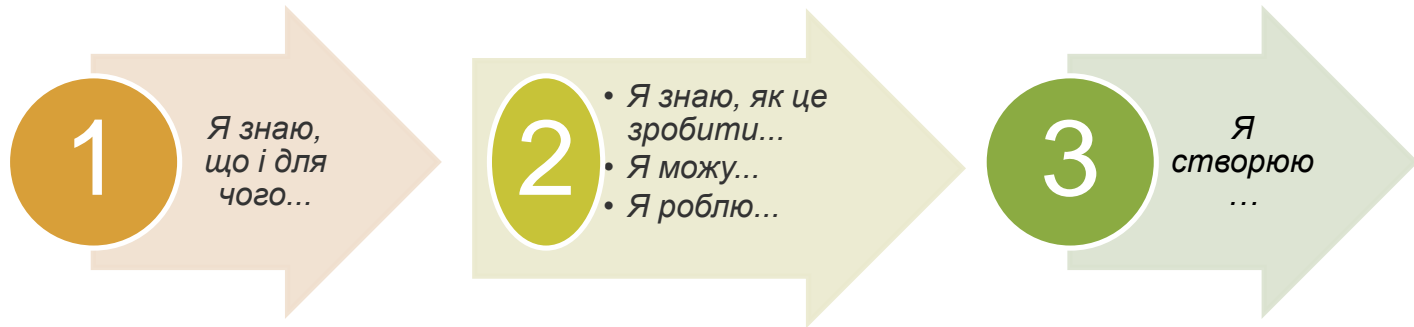 1
Я знаю,
що і для
чого...
2
• Я знаю, як це
зробити...
• Я можу...
• Я роблю...
3
Я
створюю
…